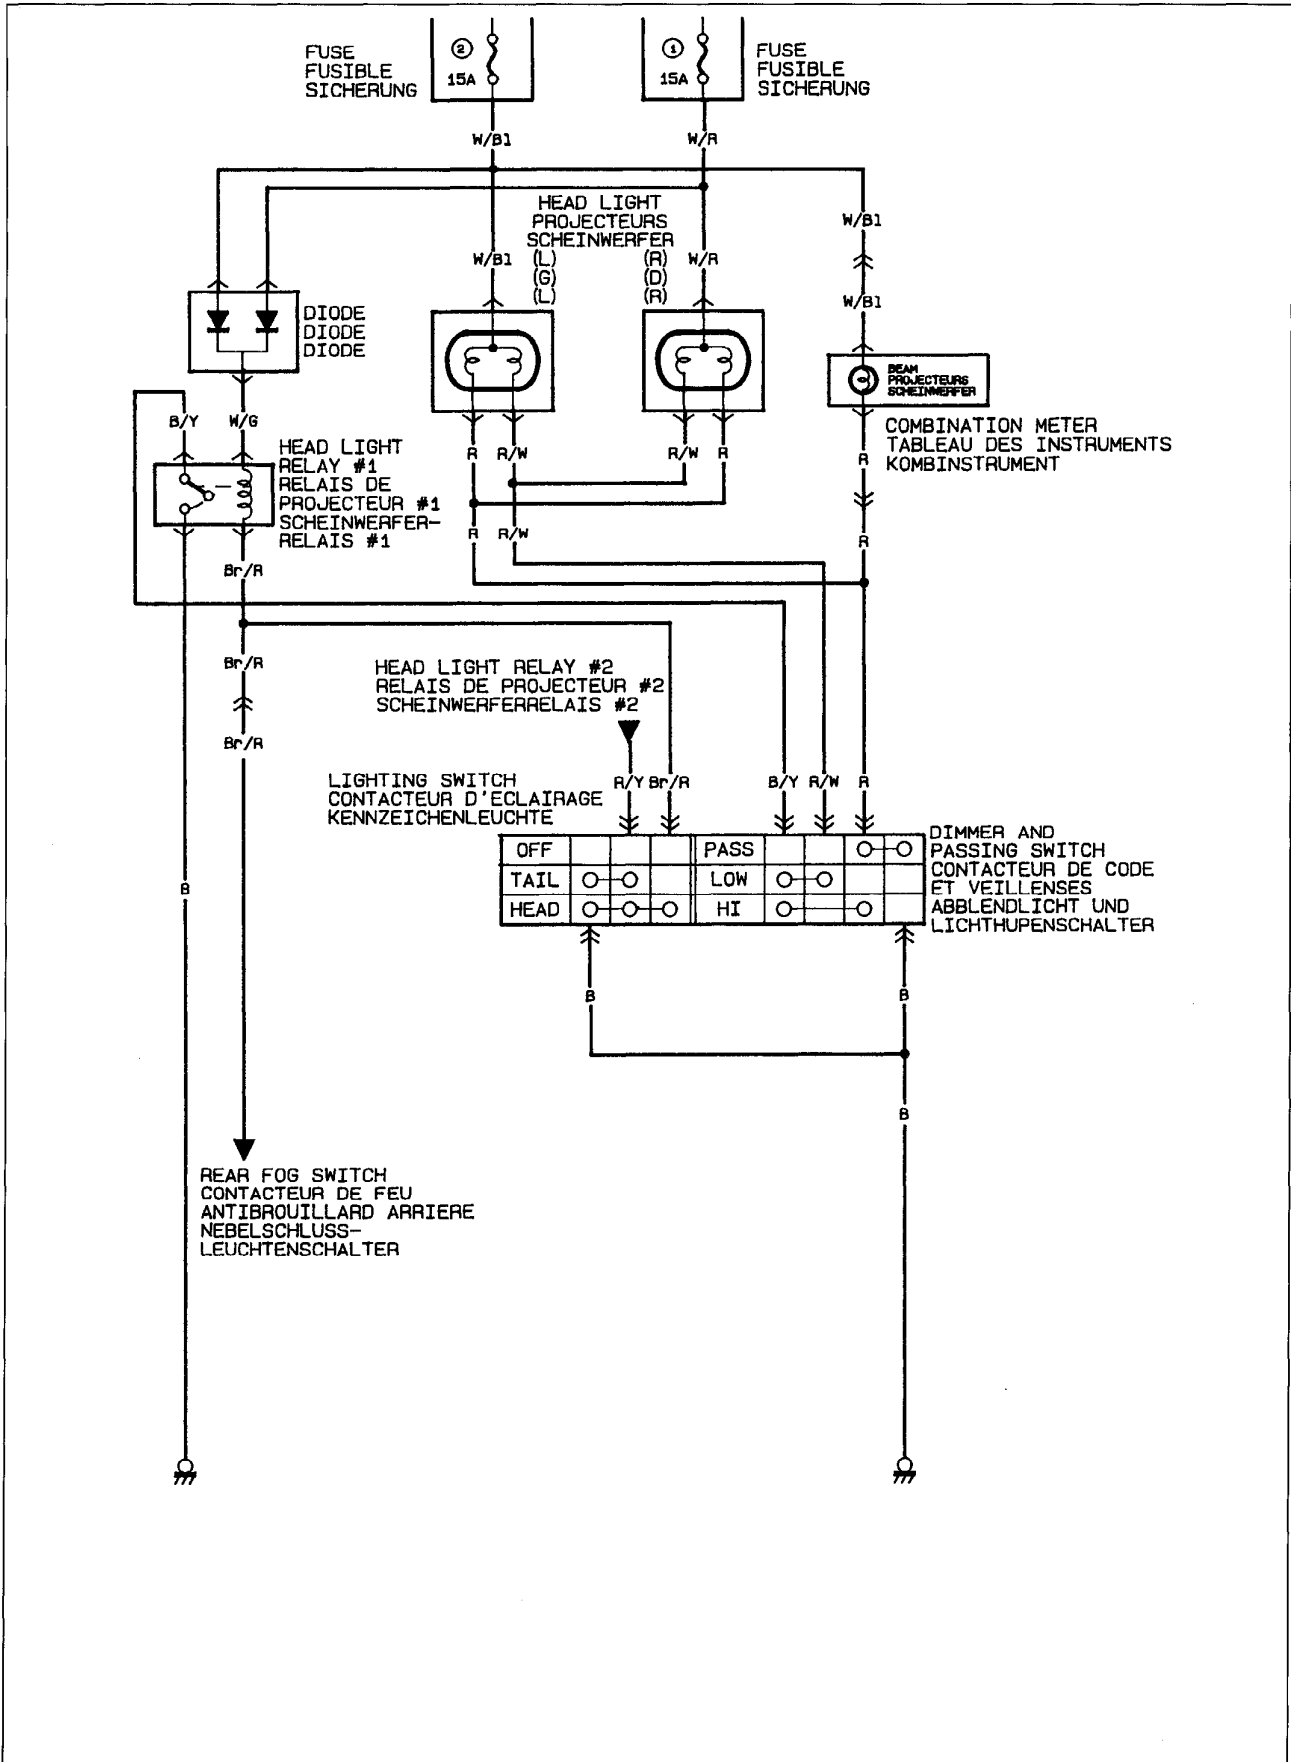 FUSE
FUSIBLE
SICHERUNG
2
15A
1
15A
FUSE
FUSIBLE
SICHERUNG
W/Bl
W/R
HEAD LIGHT
PROJECTEURS
SCHEINWERFER
(L) (R)
(G) (D)
(L) (R)
W/Bl
W/R
W/Bl
W/Bl
DIODE
DIODE
DIODE
BEAM
PROJECTEURS
SCHEINWERFER
COMBINATION METER
TABLEAU DES INSTRUMENTS
KOMBINSTRUMENT
B/Y
W/G
HEAD LIGHT
RELAY #1
RELAIS DE
PROJECTEUR #1
SCHEINWERFER-
RELAIS #1
R
R/W
R/W
R
R
R
R/W
R
Br/R
Br/R
Br/R
HEAD LIGHT RELAY #2
RELAIS DE PROJECTEUR #2
SCHEINWERFERRELAIS #2
LIGHTING SWITCH
CONTACTEUR D'ECLAIRAGE
KENNZEICHENLEUCHTE
R/Y
Br/R
B/Y
R/W
R
OFF
PASS
TAIL
LOW
HEAD
HI
DIMMER AND
PASSING SWITCH
CONTACTEUR DE CODE
ET VEILLENSES
ABBLENDLICHT UND
LICHTHUPENSCHALTER
B
B
B
B
REAR FOG SWITCH
CONTACTEUR DE FEU
ANTIBROUILLARD ARRIERE
NEBELSCHLUSS-
LEUCHTENSCHALTER